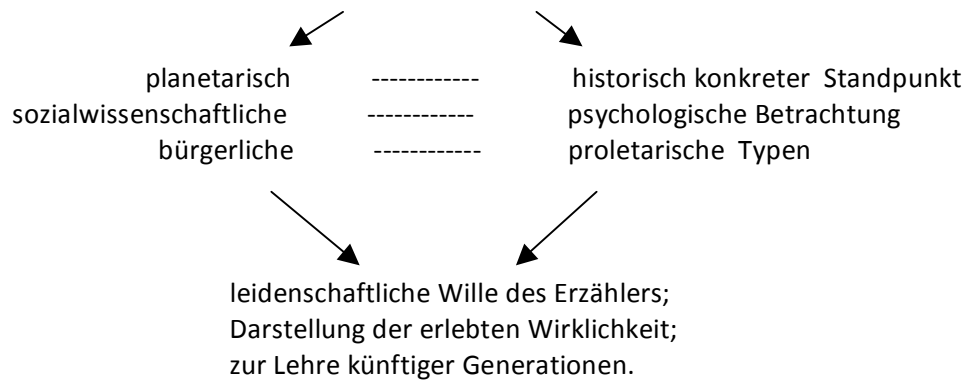 planetarisch ------------ historisch konkreter Standpunkt
sozialwissenschaftliche ------------ psychologische Betrachtung
bürgerliche ------------ proletarische Typen
leidenschaftliche Wille des Erzählers;
Darstellung der erlebten Wirklichkeit;
zur Lehre künftiger Generationen.